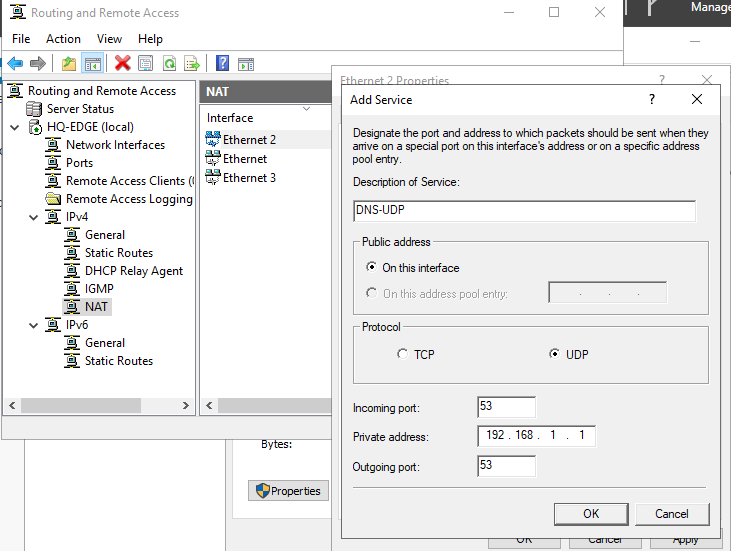 Routing and Remote Access
Manage
File Action View Help
Routing and Remote Access
Server Status
HQ-EDGE (local)
Network Interfaces
Ports
Remote Access Clients (
Remote Access Logging
IPv4
General
Static Routes
DHCP Relay Agent
IGMP
NAT
IPv6
General
Static Routes
NAT
Interface
Ethernet 2
Ethernet
Ethernet 3
Bytes:
Properties
Ethernet 2 Properties
Add Service
Designate the port and address to which packets should be sent when they
arrive on a special port on this interface's address or on a specific address
pool entry.
Description of Service:
DNS-UDP
Public address
On this interface
On this address pool entry:
. . .
Protocol
TCP
UDP
Incoming port:
53
Private address:
192 . 168 . 1 . 1
Outgoing port:
53
OK Cancel
OK Cancel Apply